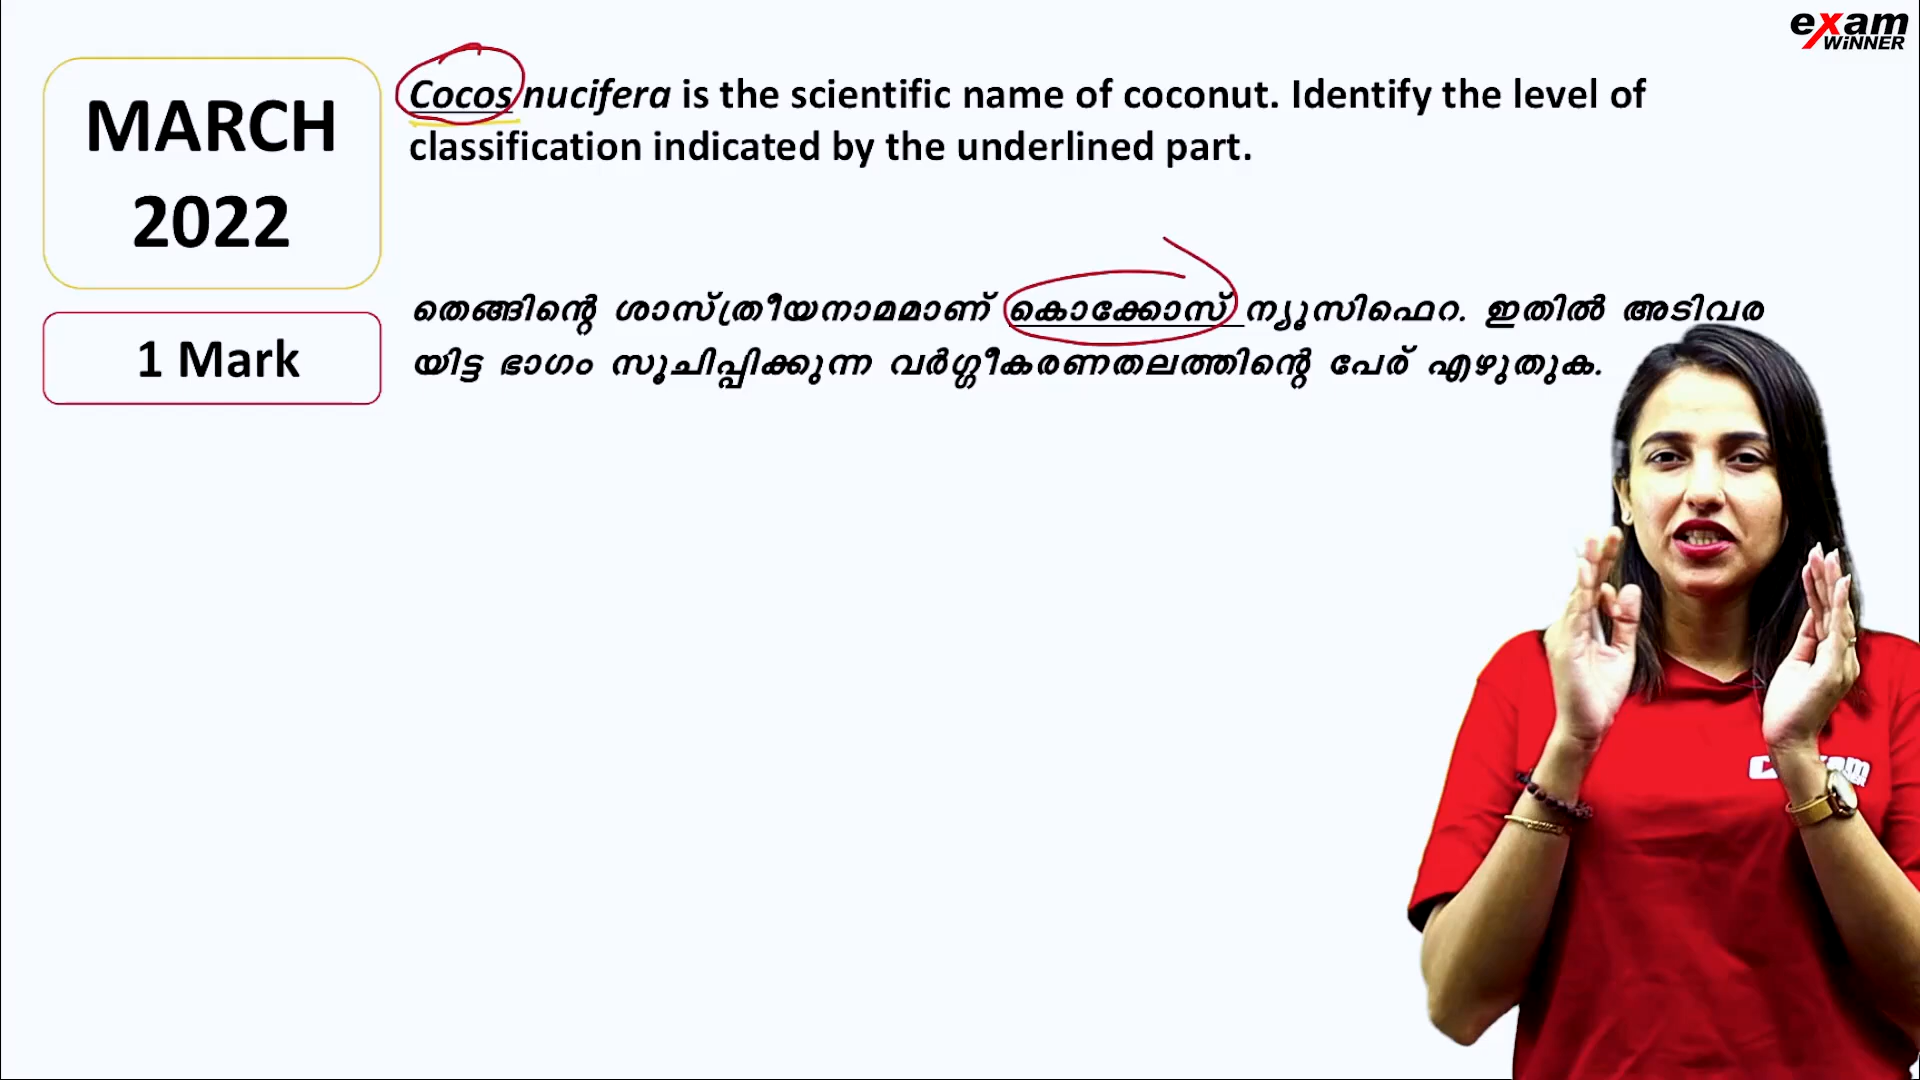 exam
WiNNER
MARCH
2022
Cocos nucifera is the scientific name of coconut. Identify the level of
classification indicated by the underlined part.
1 Mark
തെങ്ങിന്റെ ശാസ്ത്രീയനാമമാണ് കൊക്കോസ് ന്യൂസിഫെറ. ഇതിൽ അടിവര
യിട്ട ഭാഗം സൂചിപ്പിക്കുന്ന വർഗ്ഗീകരണതലത്തിന്റെ പേര് എഴുതുക.